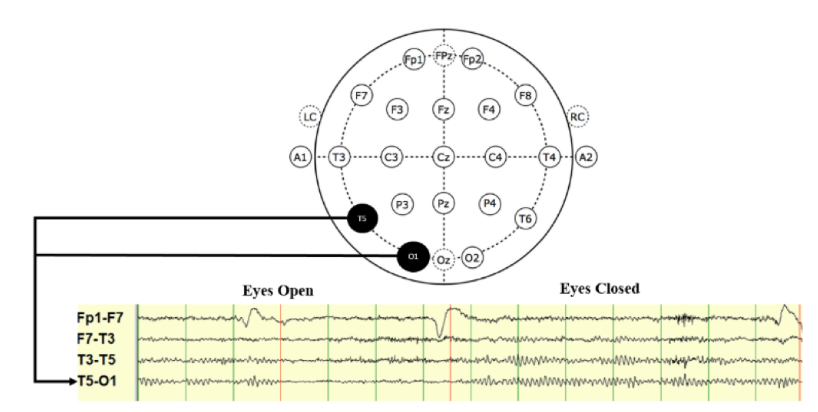 Fp1 FPz Fp2
F7 F8
F3 Fz F4
LC RC
A1 T3 C3 Cz C4 T4 A2
P3 Pz P4
T5 T6
O1 Oz O2
Eyes Open Eyes Closed
Fp1-F7
F7-T3
T3-T5
T5-O1